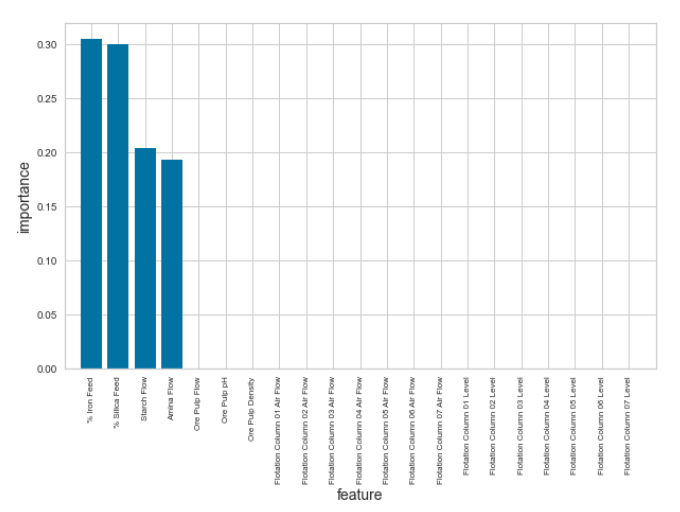 0.30
0.25
0.20
0.15
0.10
0.05
0.00
importance
% Iron Feed
% Silica Feed
Starch Flow
Amina Flow
Ore Pulp Flow
Ore Pulp pH
Ore Pulp Density
Flotation Column 01 Air Flow
Flotation Column 02 Air Flow
Flotation Column 03 Air Flow
Flotation Column 04 Air Flow
Flotation Column 05 Air Flow
Flotation Column 06 Air Flow
Flotation Column 07 Air Flow
Flotation Column 01 Level
Flotation Column 02 Level
Flotation Column 03 Level
Flotation Column 04 Level
Flotation Column 05 Level
Flotation Column 06 Level
Flotation Column 07 Level
feature